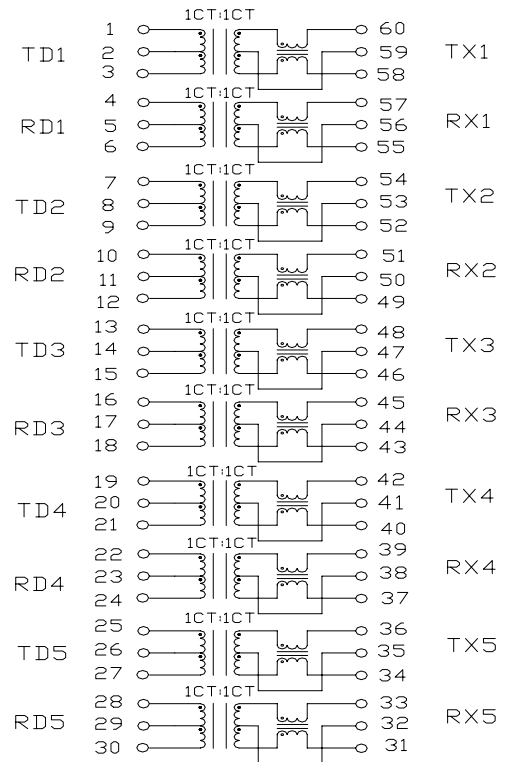 1CT:1CT
1 60
TD1 2 59 TX1
3 58
1CT:1CT
4 57
RD1 5 56 RX1
6 55
1CT:1CT
7 54
TD2 8 53 TX2
9 52
1CT:1CT
10 51
RD2 11 50 RX2
12 49
1CT:1CT
13 48
TD3 14 47 TX3
15 46
1CT:1CT
16 45
RD3 17 44 RX3
18 43
1CT:1CT
19 42
TD4 20 41 TX4
21 40
1CT:1CT
22 39
RD4 23 38 RX4
24 37
1CT:1CT
25 36
TD5 26 35 TX5
27 34
1CT:1CT
28 33
RD5 29 32 RX5
30 31